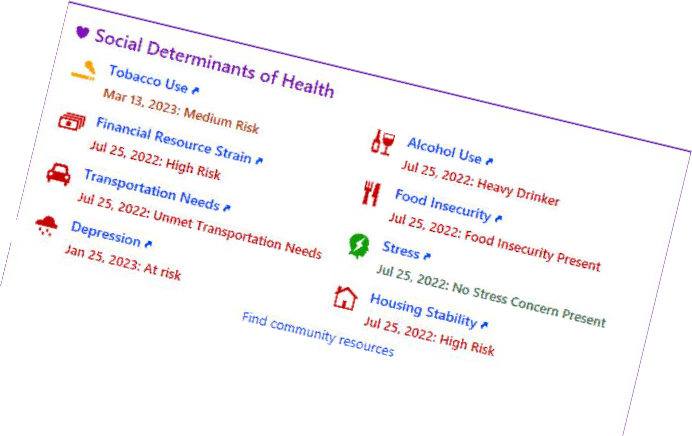 Social Determinants of Health
Tobacco Use
Mar 13, 2023: Medium Risk
Financial Resource Strain
Jul 25, 2022: High Risk
Transportation Needs
Jul 25, 2022: Unmet Transportation Needs
Depression
Jan 25, 2023: At risk
Alcohol Use
Jul 25, 2022: Heavy Drinker
Food Insecurity
Jul 25, 2022: Food Insecurity Present
Stress
Jul 25, 2022: No Stress Concern Present
Housing Stability
Jul 25, 2022: High Risk
Find community resources